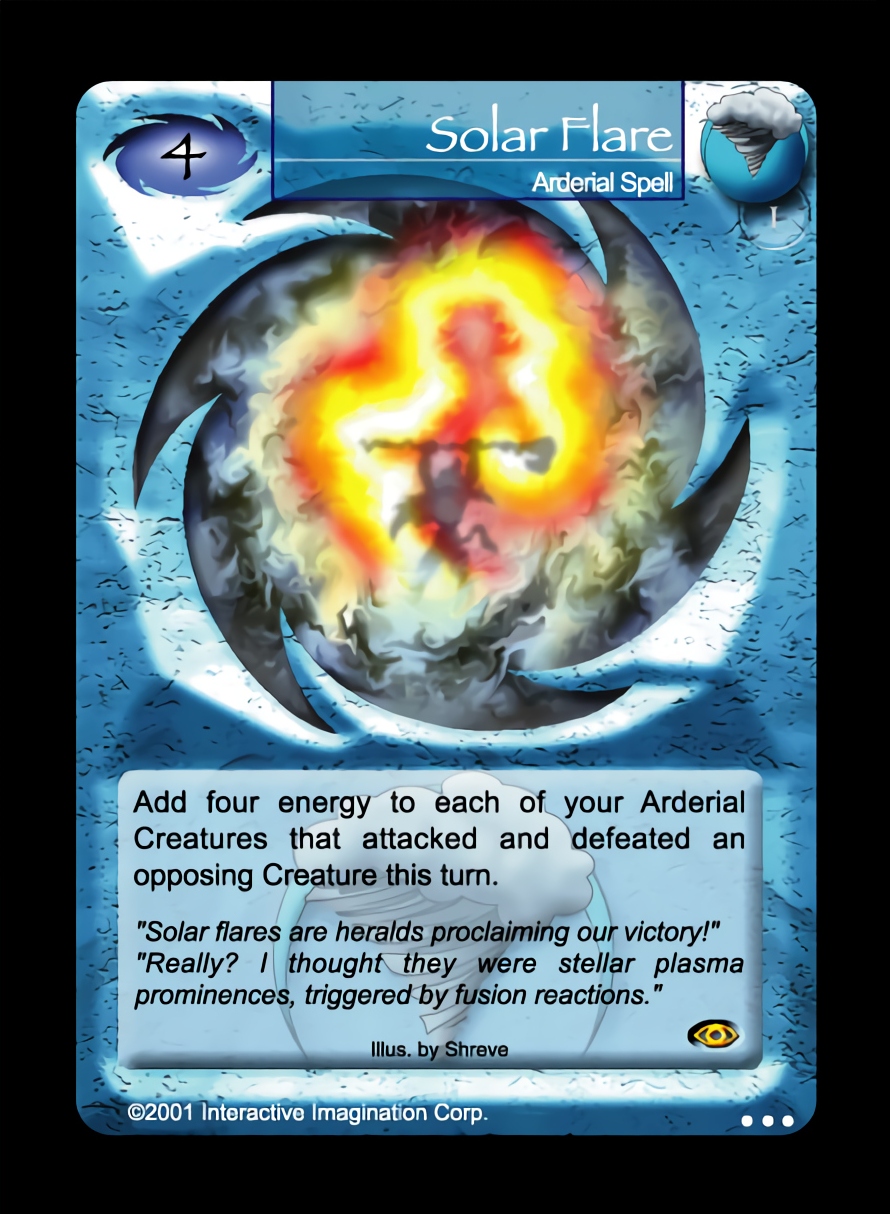 4
Solar Flare
Arderial Spell
I
Add four energy to each of your Arderial
Creatures that attacked and defeated an
opposing Creature this turn.
"Solar flares are heralds proclaiming our victory!"
"Really? I thought they were stellar plasma
prominences, triggered by fusion reactions."
Illus. by Shreve
©2001 Interactive Imagination Corp.